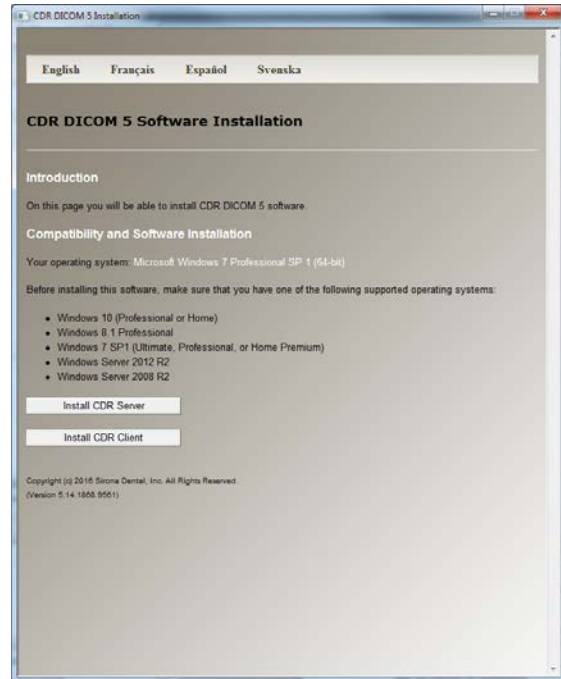 CDR DICOM 5 Installation
English Français Español Svenska
CDR DICOM 5 Software Installation
Introduction
On this page you will be able to install CDR DICOM 5 software.
Compatibility and Software Installation
Your operating system: Microsoft Windows 7 Professional SP 1 (64-bit)
Before installing this software, make sure that you have one of the following supported operating systems:
• Windows 10 (Professional or Home)
• Windows 8.1 Professional
• Windows 7 SP1 (Ultimate, Professional, or Home Premium)
• Windows Server 2012 R2
• Windows Server 2008 R2
Install CDR Server
Install CDR Client
Copyright (c) 2016 Sirona Dental, Inc. All Rights Reserved.
(Version 5.14.1868.9561)